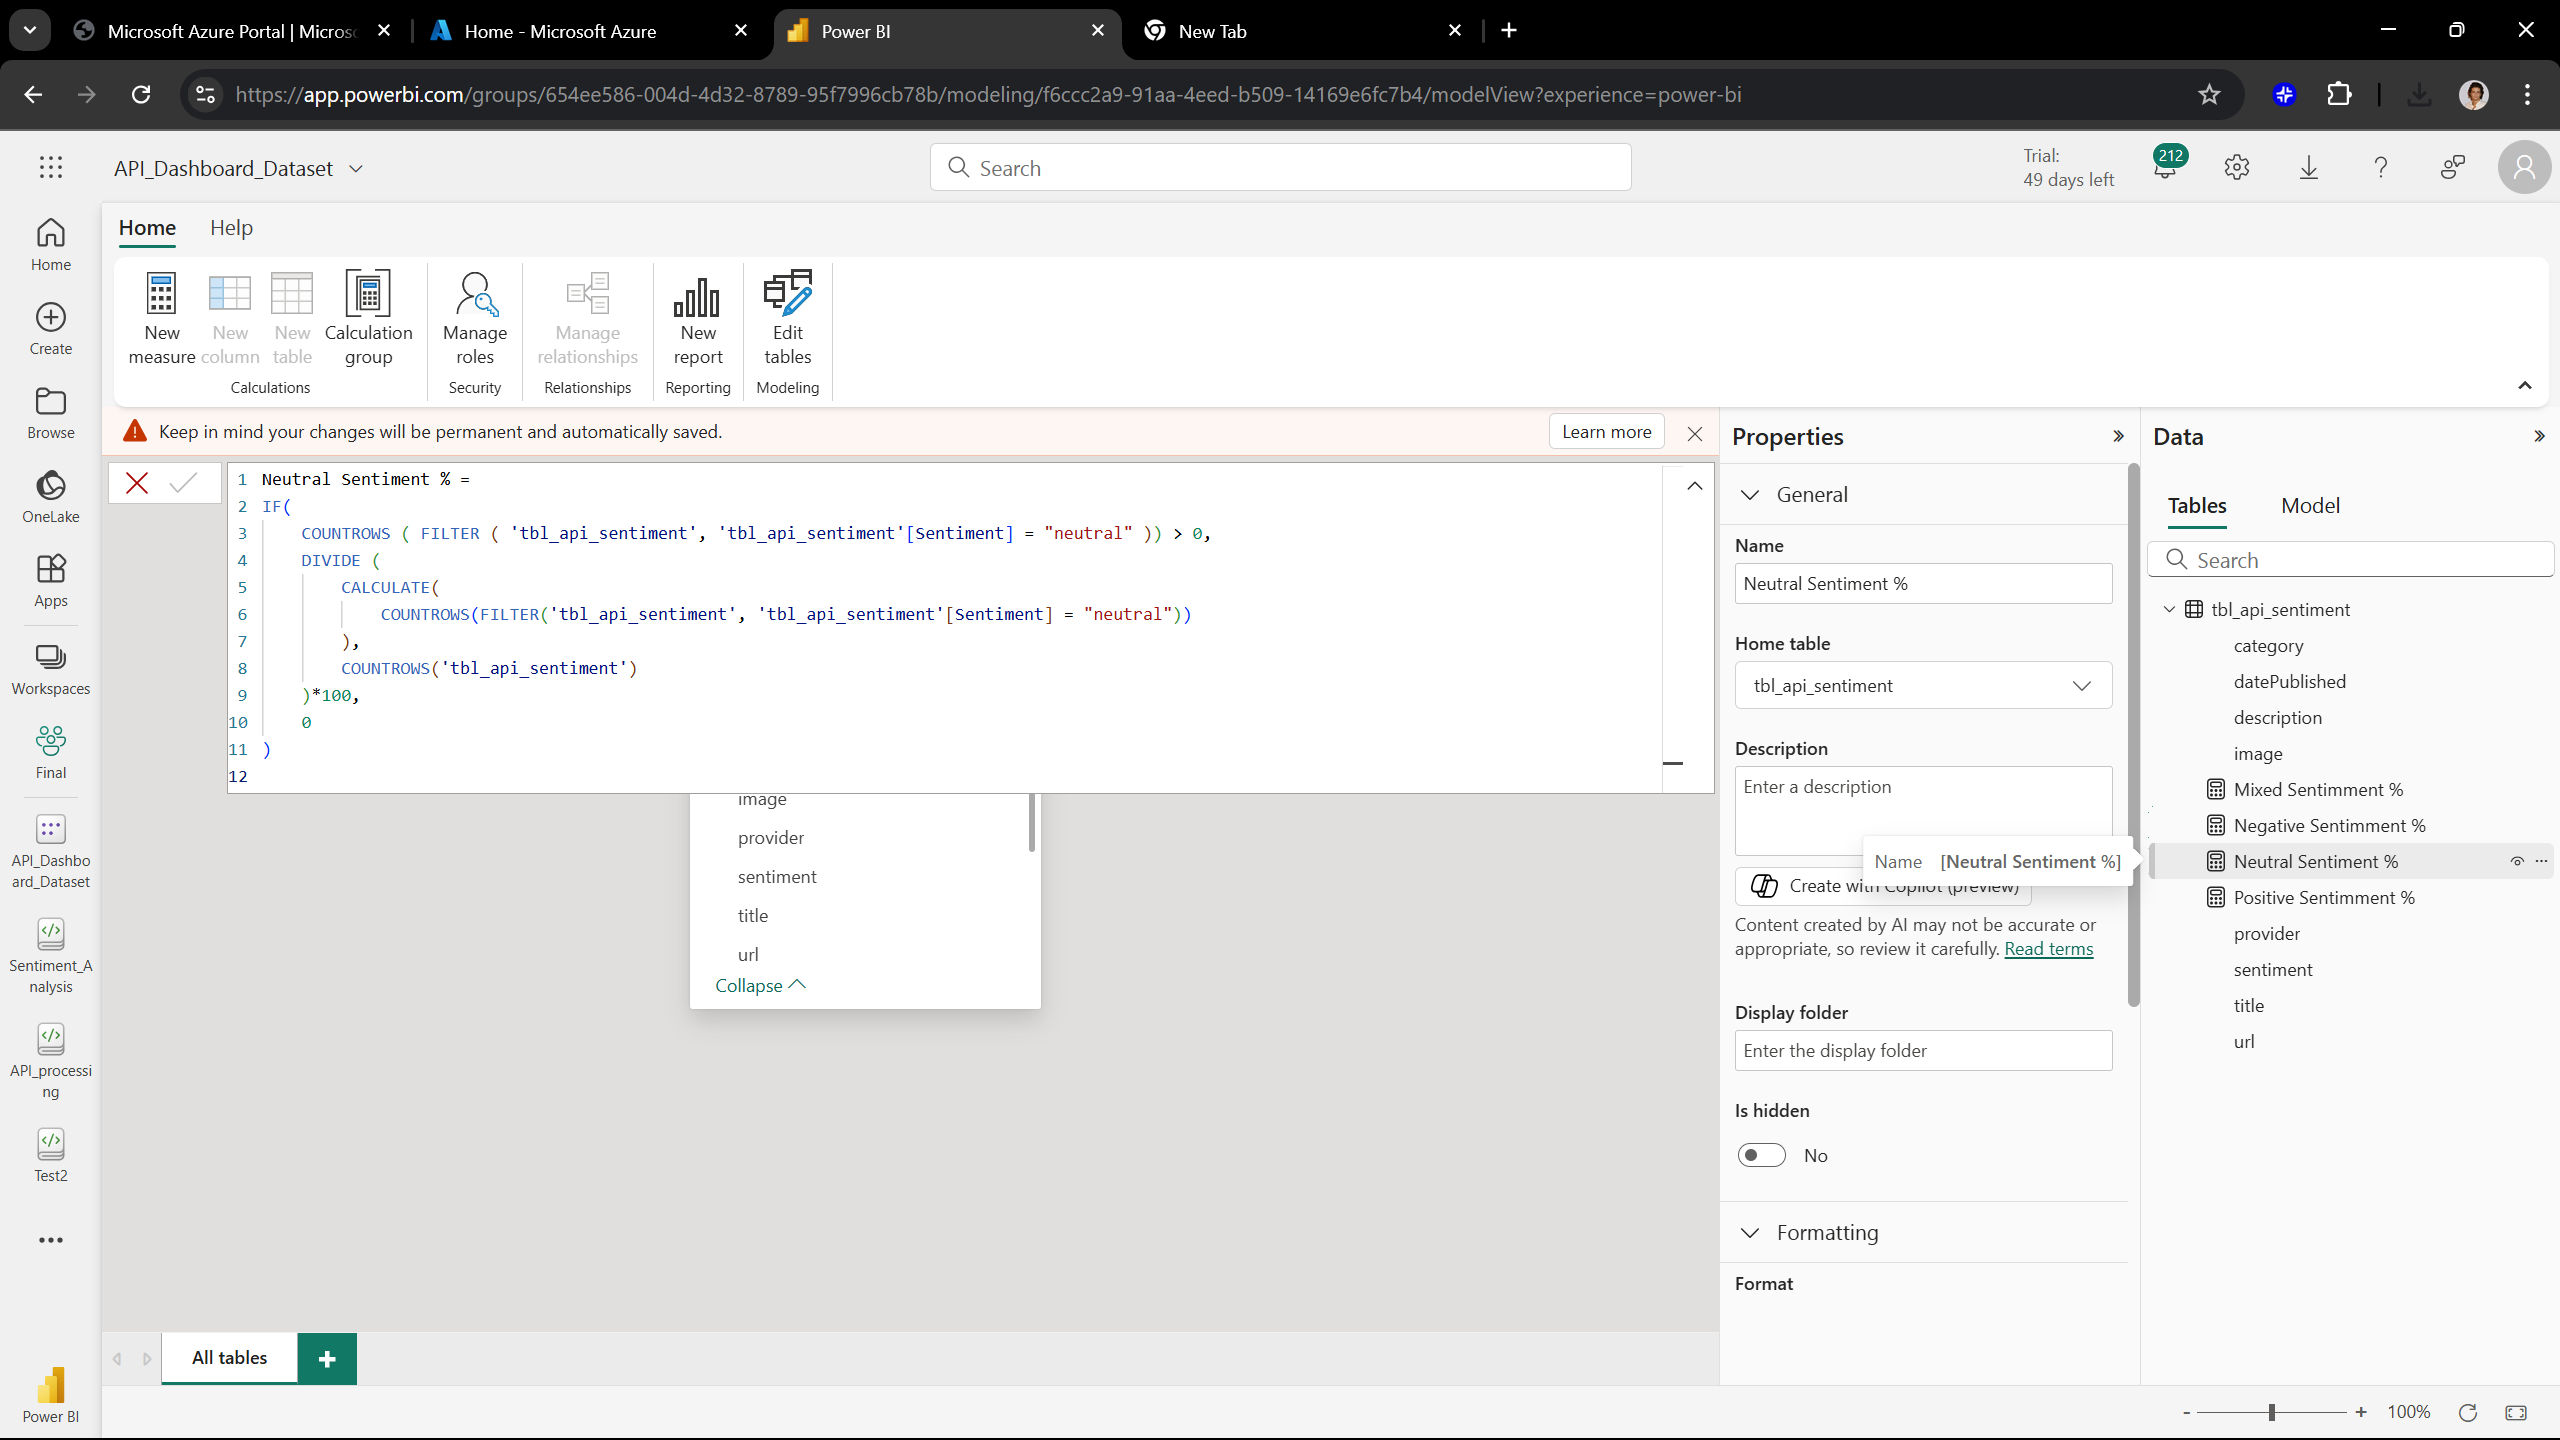 Microsoft Azure Portal | Micros
Home - Microsoft Azure
Power BI
New Tab
https://app.powerbi.com/groups/654ee586-004d-4d32-8789-95f7996cb78b/modeling/f6ccc2a9-91aa-4eed-b509-14169e6fc7b4/modelView?experience=power-bi
API_Dashboard_Dataset
Search
Trial:
49 days left
212
Home
Help
Home
Create
Browse
OneLake
Apps
Workspaces
Final
API_Dashbo
ard_Dataset
Sentiment_A
nalysis
API_processi
ng
Test2
Power BI
New
measure
New
column
New
table
Calculation
group
Calculations
Manage
roles
Security
Manage
relationships
Relationships
New
report
Reporting
Edit
tables
Modeling
Keep in mind your changes will be permanent and automatically saved.
Learn more
1 Neutral Sentiment % =
2 IF(
3 COUNTROWS ( FILTER ( 'tbl_api_sentiment', 'tbl_api_sentiment'[Sentiment] = "neutral" )) > 0,
4 DIVIDE (
5 CALCULATE(
6 COUNTROWS(FILTER('tbl_api_sentiment', 'tbl_api_sentiment'[Sentiment] = "neutral"))
7 ),
8 COUNTROWS('tbl_api_sentiment')
9 )*100,
10 0
11 )
12
image
provider
sentiment
title
url
Collapse
All tables
Properties
General
Name
Neutral Sentiment %
Home table
tbl_api_sentiment
Description
Enter a description
Name [Neutral Sentiment %]
Create with Copilot (preview)
Content created by AI may not be accurate or
appropriate, so review it carefully. Read terms
Display folder
Enter the display folder
Is hidden
No
Formatting
Format
Data
Tables
Model
Search
tbl_api_sentiment
category
datePublished
description
image
Mixed Sentimment %
Negative Sentimment %
Neutral Sentiment %
Positive Sentimment %
provider
sentiment
title
url
- + 100%